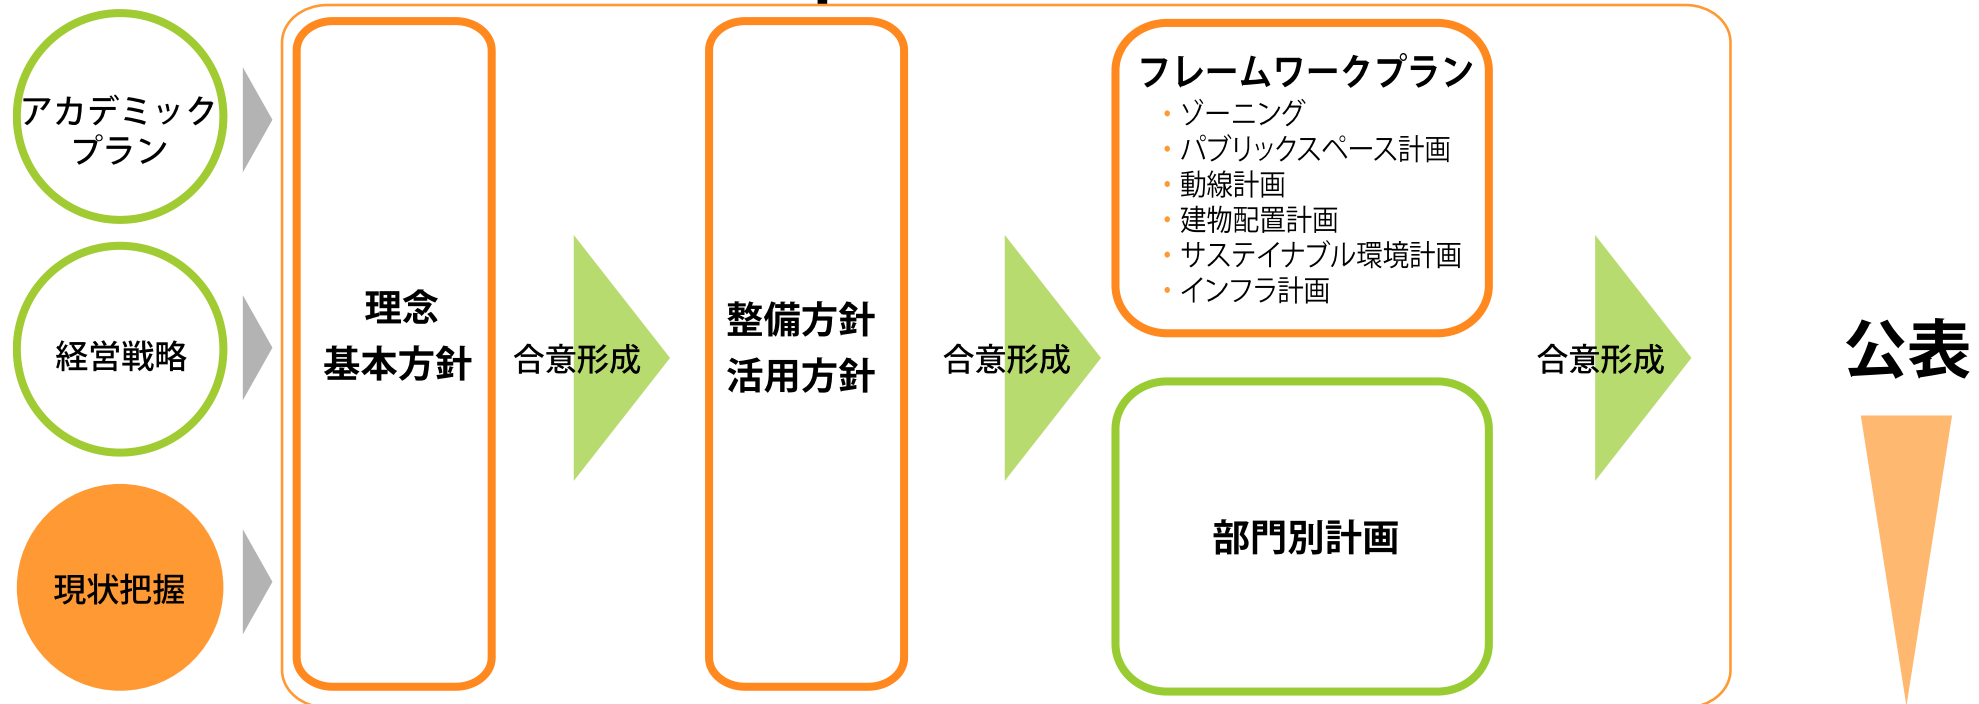 アカデミック
プラン
経営戦略
現状把握
理念
基本方針
合意形成
整備方針
活用方針
合意形成
フレームワークプラン
・ゾーニング
・パブリックスペース計画
・動線計画
・建物配置計画
・サステイナブル環境計画
・インフラ計画
部門別計画
合意形成
公表